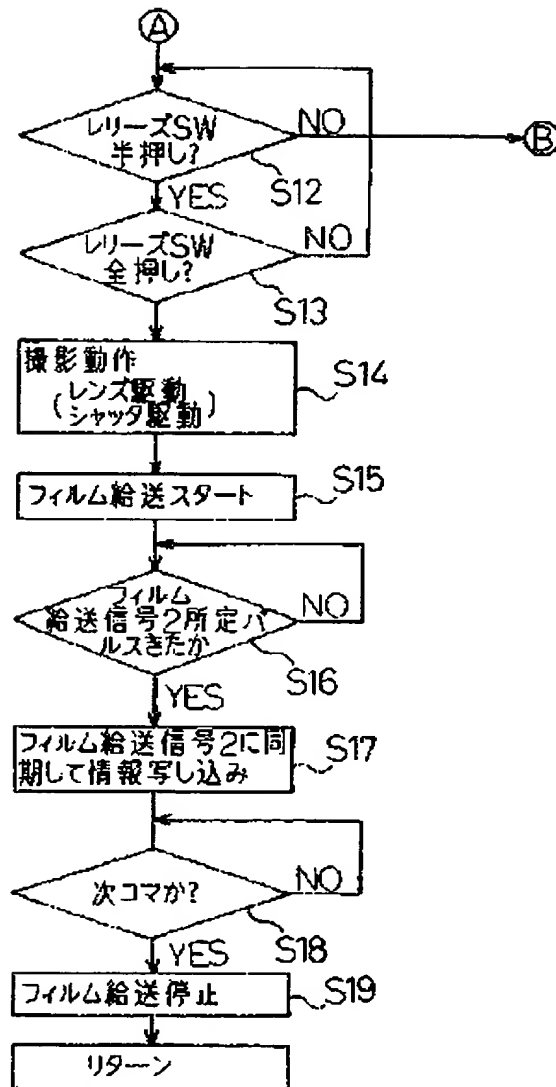 A
レリーズSW
半押し?
NO
B
S12
YES
レリーズSW
全押し?
NO
S13
撮影動作
(レンズ駆動
シャッタ駆動)
S14
フィルム給送スタート
S15
フィルム
給送信号2所定パ
ルスきたか
NO
S16
YES
フィルム給送信号2に同
期して情報写し込み
S17
次コマか?
NO
S18
YES
フィルム給送停止
S19
リターン